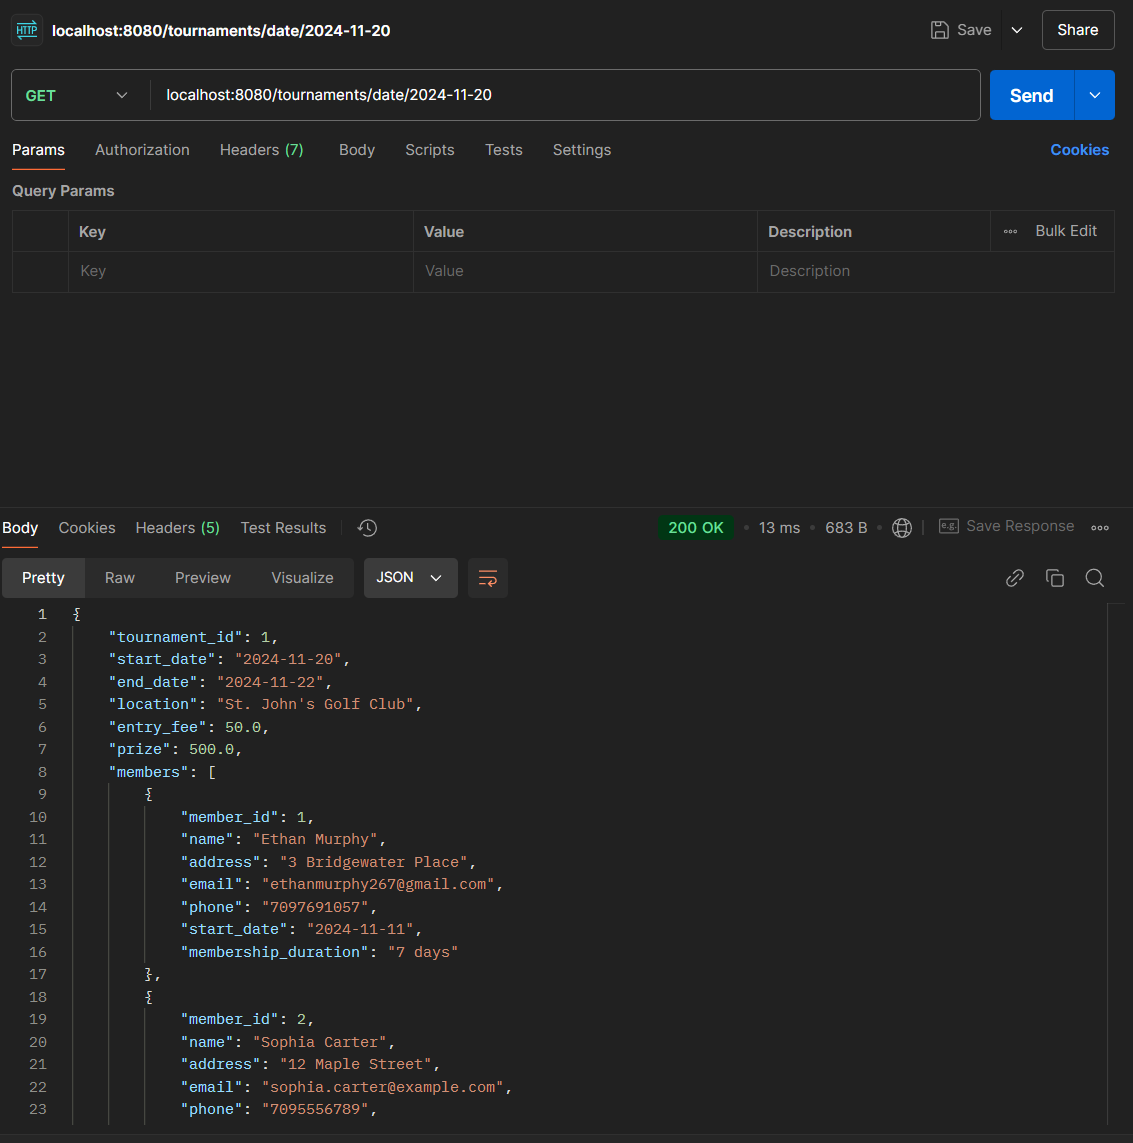 HTTP localhost:8080/tournaments/date/2024-11-20 Save Share
GET localhost:8080/tournaments/date/2024-11-20 Send
Params Authorization Headers (7) Body Scripts Tests Settings Cookies
Query Params
Key Value Description Bulk Edit
Key Value Description
Body Cookies Headers (5) Test Results 200 OK 13 ms 683 B e.g. Save Response
Pretty Raw Preview Visualize JSON
1 {
2 "tournament_id": 1,
3 "start_date": "2024-11-20",
4 "end_date": "2024-11-22",
5 "location": "St. John's Golf Club",
6 "entry_fee": 50.0,
7 "prize": 500.0,
8 "members": [
9 {
10 "member_id": 1,
11 "name": "Ethan Murphy",
12 "address": "3 Bridgewater Place",
13 "email": "ethanmurphy267@gmail.com",
14 "phone": "7097691057",
15 "start_date": "2024-11-11",
16 "membership_duration": "7 days"
17 },
18 {
19 "member_id": 2,
20 "name": "Sophia Carter",
21 "address": "12 Maple Street",
22 "email": "sophia.carter@example.com",
23 "phone": "7095556789",